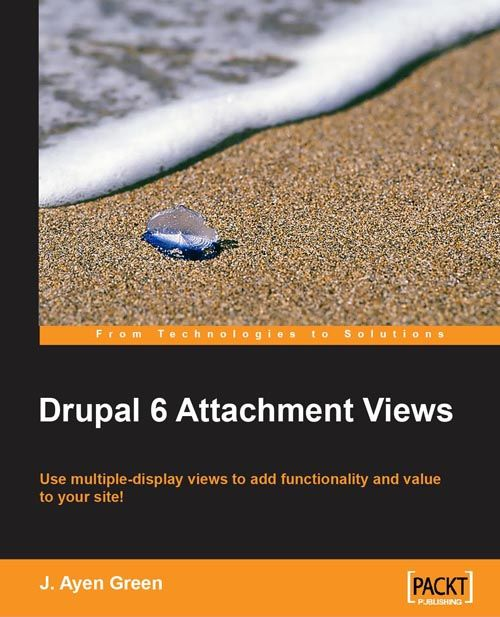 From Technologies to Solutions
Drupal 6 Attachment Views
Use multiple-display views to add functionality and value
to your site!
J. Ayen Green
PACKT
PUBLISHING